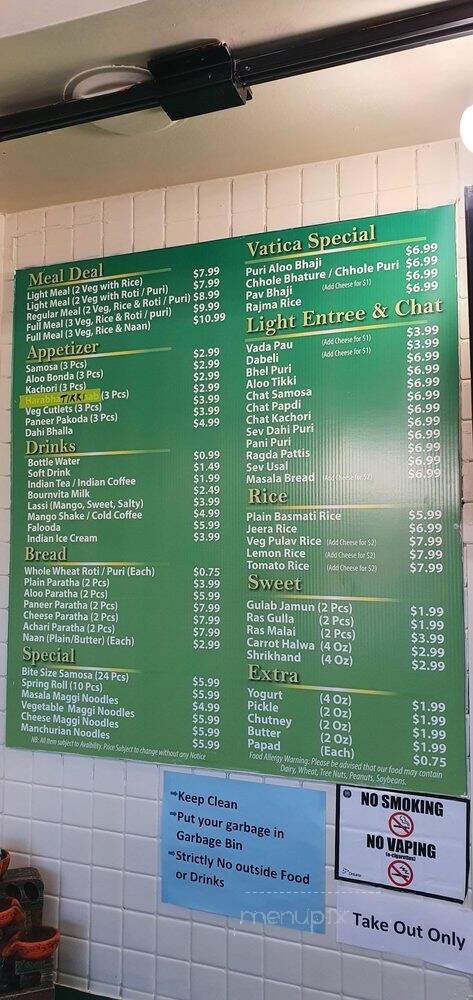 Meal Deal
Light Meal (2 Veg with Rice) $7.99
Light Meal (2 Veg with Roti / Puri) $7.99
Regular Meal (2 Veg, Rice & Roti / Puri) $8.99
Full Meal (3 Veg, Rice & Roti / puri) $9.99
Full Meal (3 Veg, Rice & Naan) $10.99
Appetizer
Samosa (3 Pcs) $2.99
Aloo Bonda (3 Pcs) $2.99
Kachori (3 Pcs) $2.99
Harabhara TIKKI (3 Pcs) $2.99
Veg Cutlets (3 Pcs) $3.99
Paneer Pakoda (3 Pcs) $3.99
Dahi Bhalla $4.99
Drinks
Bottle Water $0.99
Soft Drink $1.49
Indian Tea / Indian Coffee $1.99
Bournvita Milk $2.49
Lassi (Mango, Sweet, Salty) $3.99
Mango Shake / Cold Coffee $4.99
Falooda $5.99
Indian Ice Cream $3.99
Bread
Whole Wheat Roti / Puri (Each) $0.75
Plain Paratha (2 Pcs) $3.99
Aloo Paratha (2 Pcs) $5.99
Paneer Paratha (2 Pcs) $7.99
Cheese Paratha (2 Pcs) $7.99
Achari Paratha (2 Pcs) $7.99
Naan (Plain/Butter) (Each) $2.99
Special
Bite Size Samosa (24 Pcs) $5.99
Spring Roll (10 Pcs) $5.99
Masala Maggi Noodles $4.99
Vegetable Maggi Noodles $5.99
Cheese Maggi Noodles $5.99
Manchurian Noodles $5.99
NB: All Item subject to Avaibility. Price Subject to change without any Notice
Vatica Special
Puri Aloo Bhaji $6.99
Chhole Bhature / Chhole Puri $6.99
Pav Bhaji (Add Cheese for $1) $6.99
Rajma Rice $6.99
Light Entree & Chat
Vada Pau (Add Cheese for $1) $3.99
Dabeli (Add Cheese for $1) $3.99
Bhel Puri $6.99
Aloo Tikki $6.99
Chat Samosa $6.99
Chat Papdi $6.99
Chat Kachori $6.99
Sev Dahi Puri $6.99
Pani Puri $6.99
Ragda Pattis $6.99
Sev Usal $6.99
Masala Bread (Add Cheese for $2) $6.99
Rice
Plain Basmati Rice $5.99
Jeera Rice $6.99
Veg Pulav Rice (Add Cheese for $2) $7.99
Lemon Rice (Add Cheese for $2) $7.99
Tomato Rice (Add Cheese for $2) $7.99
Sweet
Gulab Jamun (2 Pcs) $1.99
Ras Gulla (2 Pcs) $1.99
Ras Malai (2 Pcs) $3.99
Carrot Halwa (4 Oz) $2.99
Shrikhand (4 Oz) $2.99
Extra
Yogurt (4 Oz) $1.99
Pickle (2 Oz) $1.99
Chutney (2 Oz) $1.99
Butter (2 Oz) $1.99
Papad (Each) $0.75
Food Allergy Warning: Please be advised that our food may contain
Dairy, Wheat, Tree Nuts, Peanuts, Soybeans.
⇒Keep Clean
⇒Put your garbage in
Garbage Bin
⇒Strictly No outside Food
or Drinks
NO SMOKING
NO VAPING
(e-cigarettes)
Ontario
Take Out Only
menupix